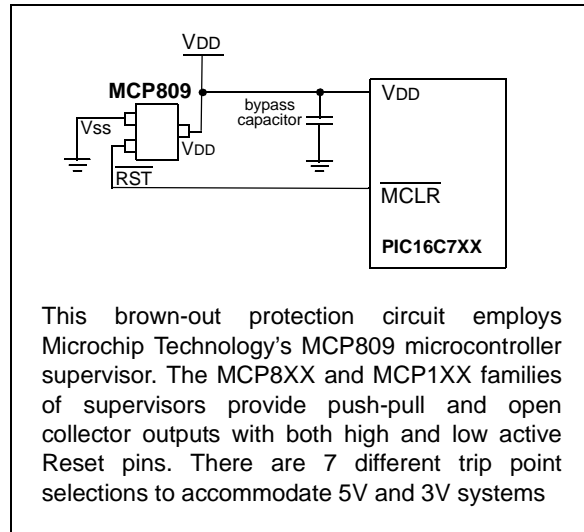 VDD
MCP809
VDD
bypass
capacitor
Vss
VDD
RST
MCLR
PIC16C7XX
This brown-out protection circuit employs
Microchip Technology's MCP809 microcontroller
supervisor. The MCP8XX and MCP1XX families
of supervisors provide push-pull and open
collector outputs with both high and low active
Reset pins. There are 7 different trip point
selections to accommodate 5V and 3V systems